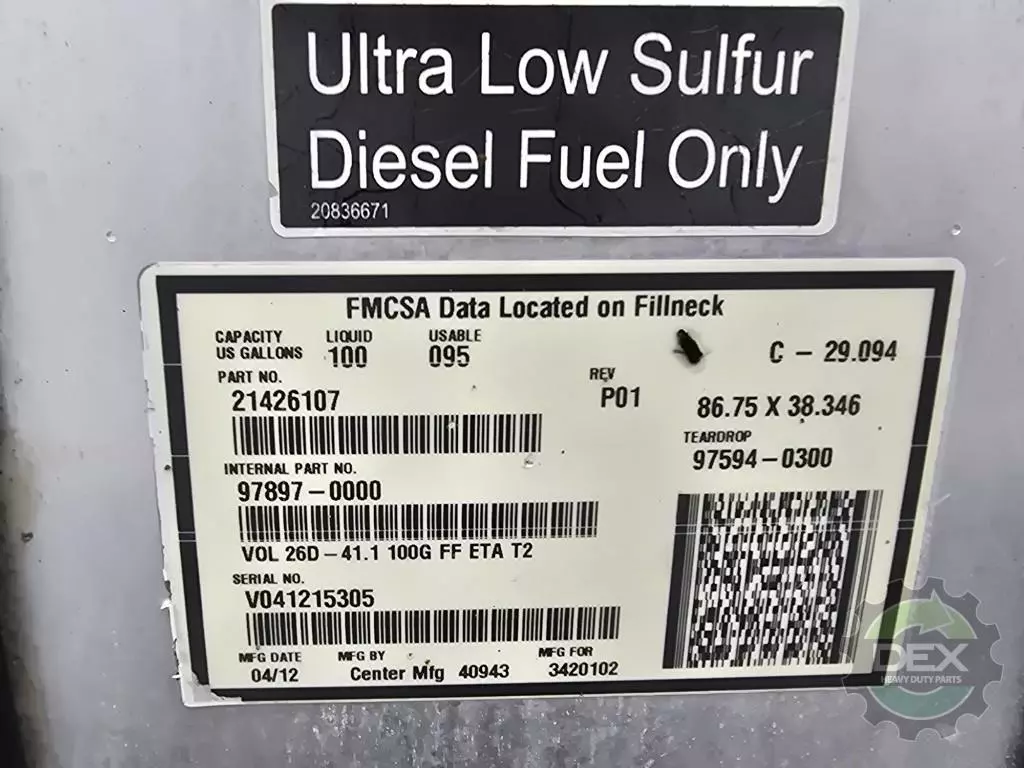 Ultra Low Sulfur
Diesel Fuel Only
20836671
FMCSA Data Located on Fillneck
CAPACITY LIQUID USABLE
US GALLONS 100 095
C - 29.094
PART NO. REV
21426107 P01 86.75 X 38.346
TEARDROP
97594-0300
INTERNAL PART NO.
97897-0000
VOL 26D-41.1 100G FF ETA T2
SERIAL NO.
V041215305
MFG DATE MFG BY MFG FOR
04/12 Center Mfg 40943 3420102
DEX
HEAVY DUTY PARTS